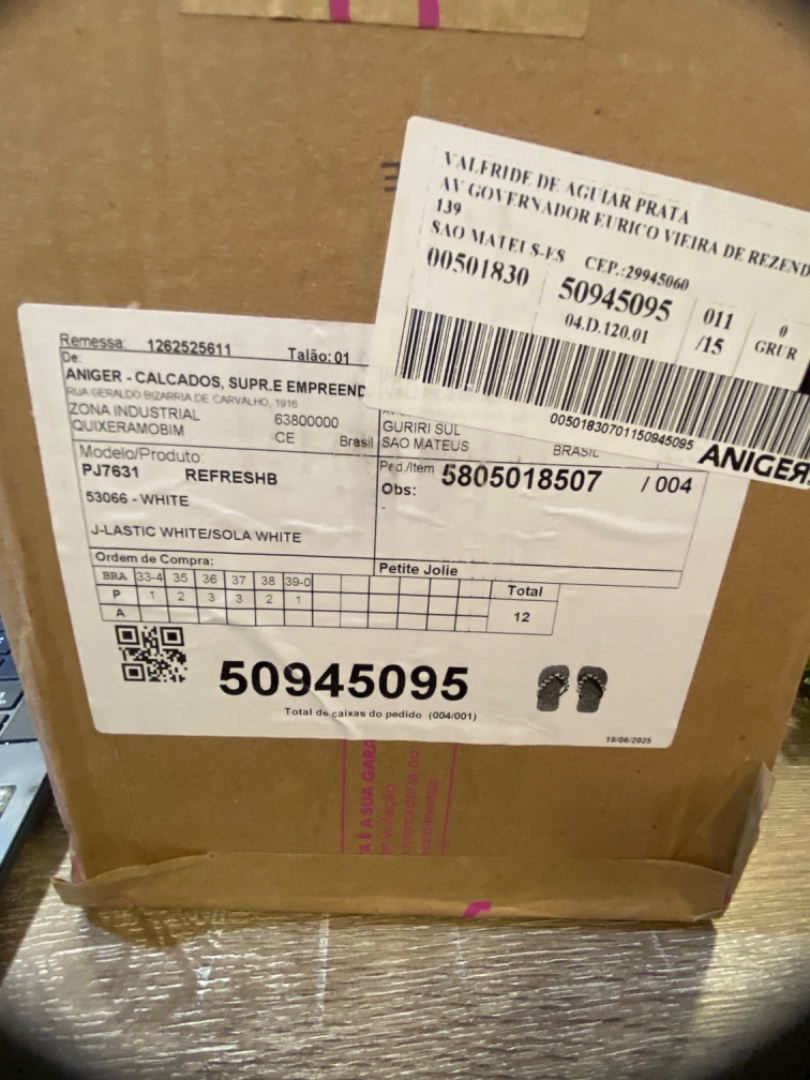 VALFRIDE DE AGUIAR PRATA
AV GOVERNADOR EURICO VIEIRA DE REZEND
139
SAO MATEUS-ES CEP.:29945060
00501830 50945095 011 /15 0 GRUR
04.D.120.01
00501830701150945095
ANIGER
Remessa: 1262525611 Talão: 01
De:
ANIGER - CALCADOS, SUPR.E EMPREEND
RUA GERALDO BIZARRIA DE CARVALHO, 1916
ZONA INDUSTRIAL 63800000
QUIXERAMOBIM CE Brasil
GURIRI SUL
SAO MATEUS BRASIL
Modelo/Produto:
PJ7631 REFRESHB
53066 - WHITE
J-LASTIC WHITE/SOLA WHITE
Ped./Item 5805018507 / 004
Obs:
-
Ordem de Compra:
Petite Jolie
BRA 33-4 35 36 37 38 39-0 Total
P 1 2 3 3 2 1 12
A
50945095
Total de caixas do pedido (004/001)
19/08/2025
A É A SUA GARA
mercadoria no